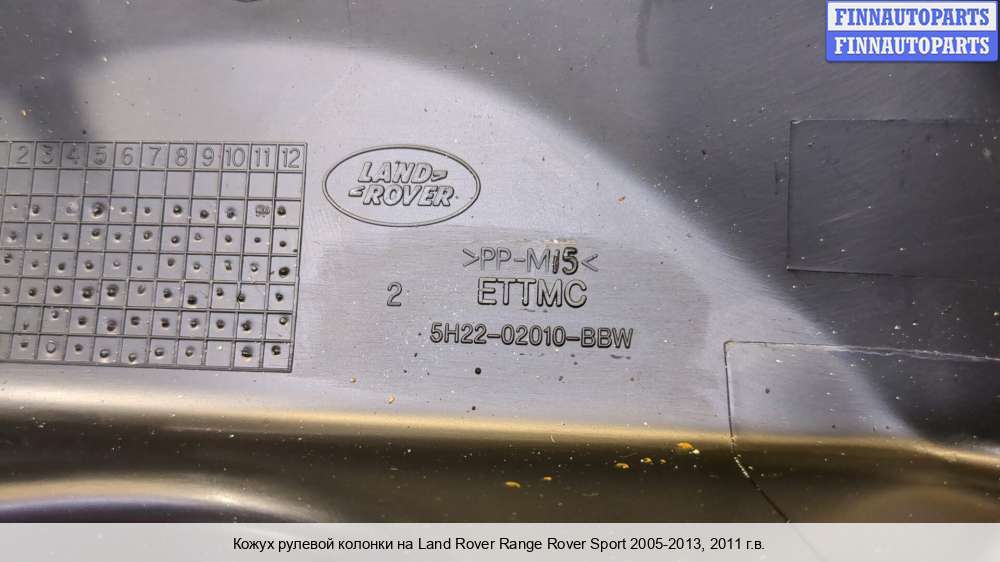 FINNAUTOPARTS
FINNAUTOPARTS
2 3 4 5 6 7 8 9 10 11 12
LAND
ROVER
>PP-M15<
2 ETTMC
5H22-02010-BBW
Кожух рулевой колонки на Land Rover Range Rover Sport 2005-2013, 2011 г.в.